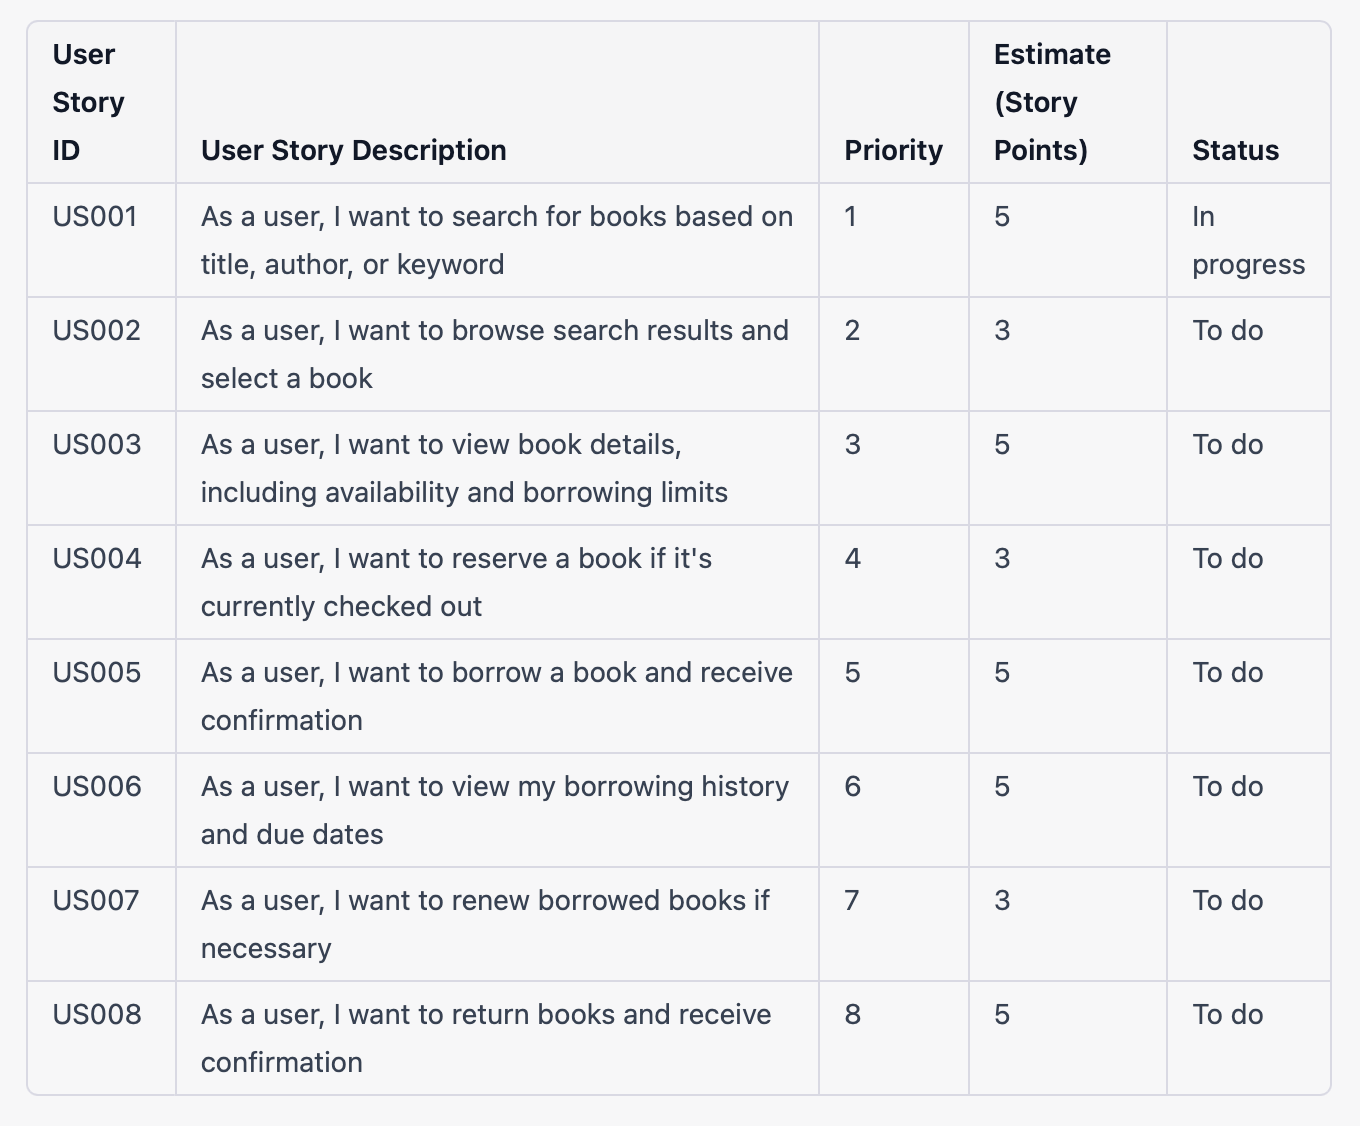 User
Story
ID
User Story Description
Priority
Estimate
(Story
Points)
Status
US001
As a user, I want to search for books based on
title, author, or keyword
1
5
In
progress
US002
As a user, I want to browse search results and
select a book
2
3
To do
US003
As a user, I want to view book details,
including availability and borrowing limits
3
5
To do
US004
As a user, I want to reserve a book if it's
currently checked out
4
3
To do
US005
As a user, I want to borrow a book and receive
confirmation
5
5
To do
US006
As a user, I want to view my borrowing history
and due dates
6
5
To do
US007
As a user, I want to renew borrowed books if
necessary
7
3
To do
US008
As a user, I want to return books and receive
confirmation
8
5
To do